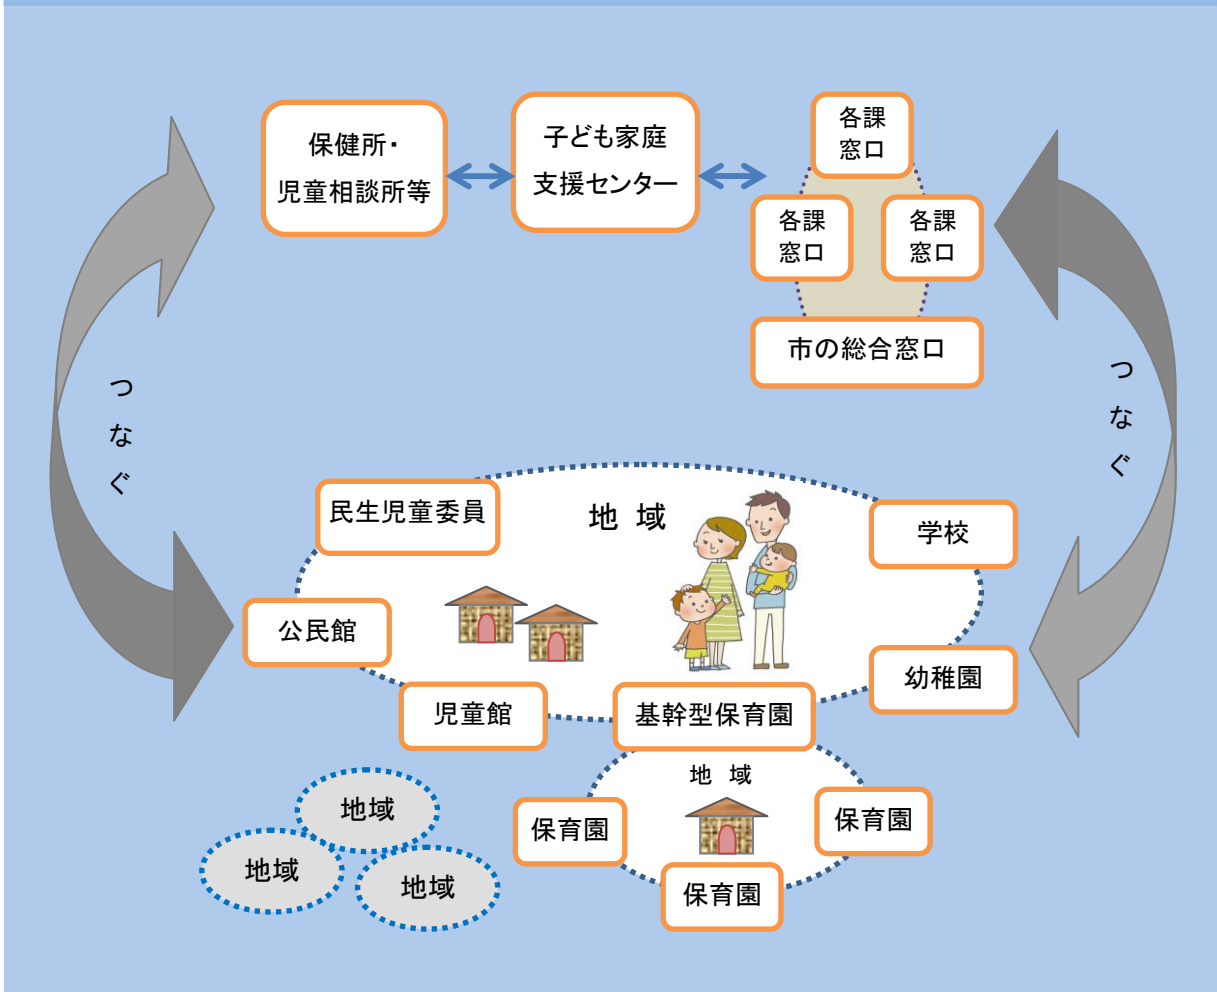 保健所・
児童相談所等
子ども家庭
支援センター
各課
窓口
各課
窓口
各課
窓口
市の総合窓口
つなぐ
つなぐ
民生児童委員
地 域
学校
公民館
幼稚園
児童館
基幹型保育園
地 域
保育園
保育園
保育園
地域
地域
地域